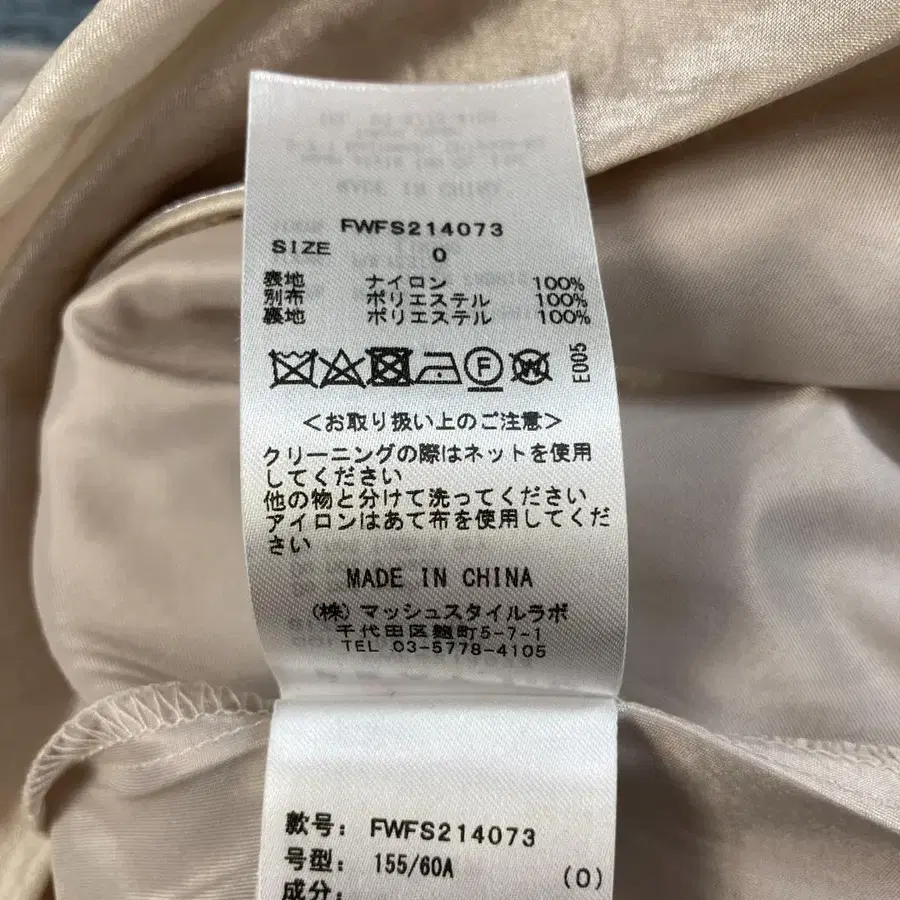 FWFS214073
SIZE 0
表地 ナイロン 100%
別布 ポリエステル 100%
裏地 ポリエステル 100%
F W E005
<お取り扱い上のご注意>
クリーニングの際はネットを使用
してください
他の物と分けて洗ってください
アイロンはあて布を使用してくだ
さい
MADE IN CHINA
(株)マッシュスタイルラボ
千代田区麹町5-7-1
TEL 03-5778-4105
款号: FWFS214073
号型: 155/60A (0)
成分: